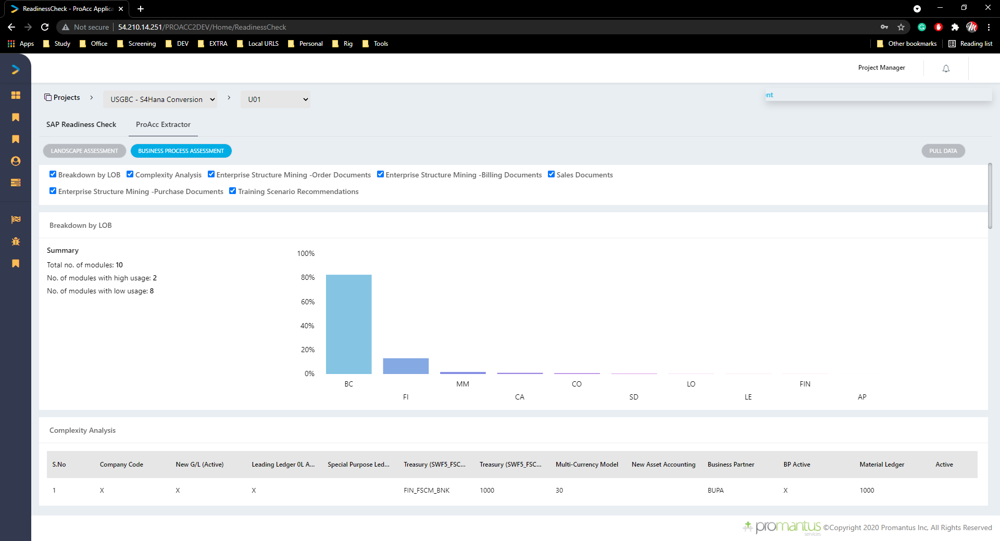 ReadinessCheck - ProAcc Applica
Not secure 54.210.14.251/PROACC2DEV/Home/ReadinessCheck
Apps Study Office Screening DEV EXTRA Local URLS Personal Rig Tools Other bookmarks Reading list
Project Manager
Projects USGBC - S4Hana Conversion U01
nt
SAP Readiness Check ProAcc Extractor
LANDSCAPE ASSESSMENT BUSINESS PROCESS ASSESSMENT PULL DATA
Breakdown by LOB Complexity Analysis Enterprise Structure Mining -Order Documents Enterprise Structure Mining -Billing Documents Sales Documents
Enterprise Structure Mining -Purchase Documents Training Scenario Recommendations
Breakdown by LOB
Summary
Total no. of modules: 10
No. of modules with high usage: 2
No. of modules with low usage: 8
100%
80%
60%
40%
20%
0%
BC MM CO LO FIN
FI CA SD LE AP
Complexity Analysis
S.No Company Code New G/L (Active) Leading Ledger 0L A... Special Purpose Led... Treasury (SWF5_FSC... Treasury (SWF5_FSC... Multi-Currency Model New Asset Accounting Business Partner BP Active Material Ledger Active
1 X X X FIN_FSCM_BNK 1000 30 BUPA X 1000
promantus
services
©Copyright 2020 Promantus Inc, All Rights Reserved